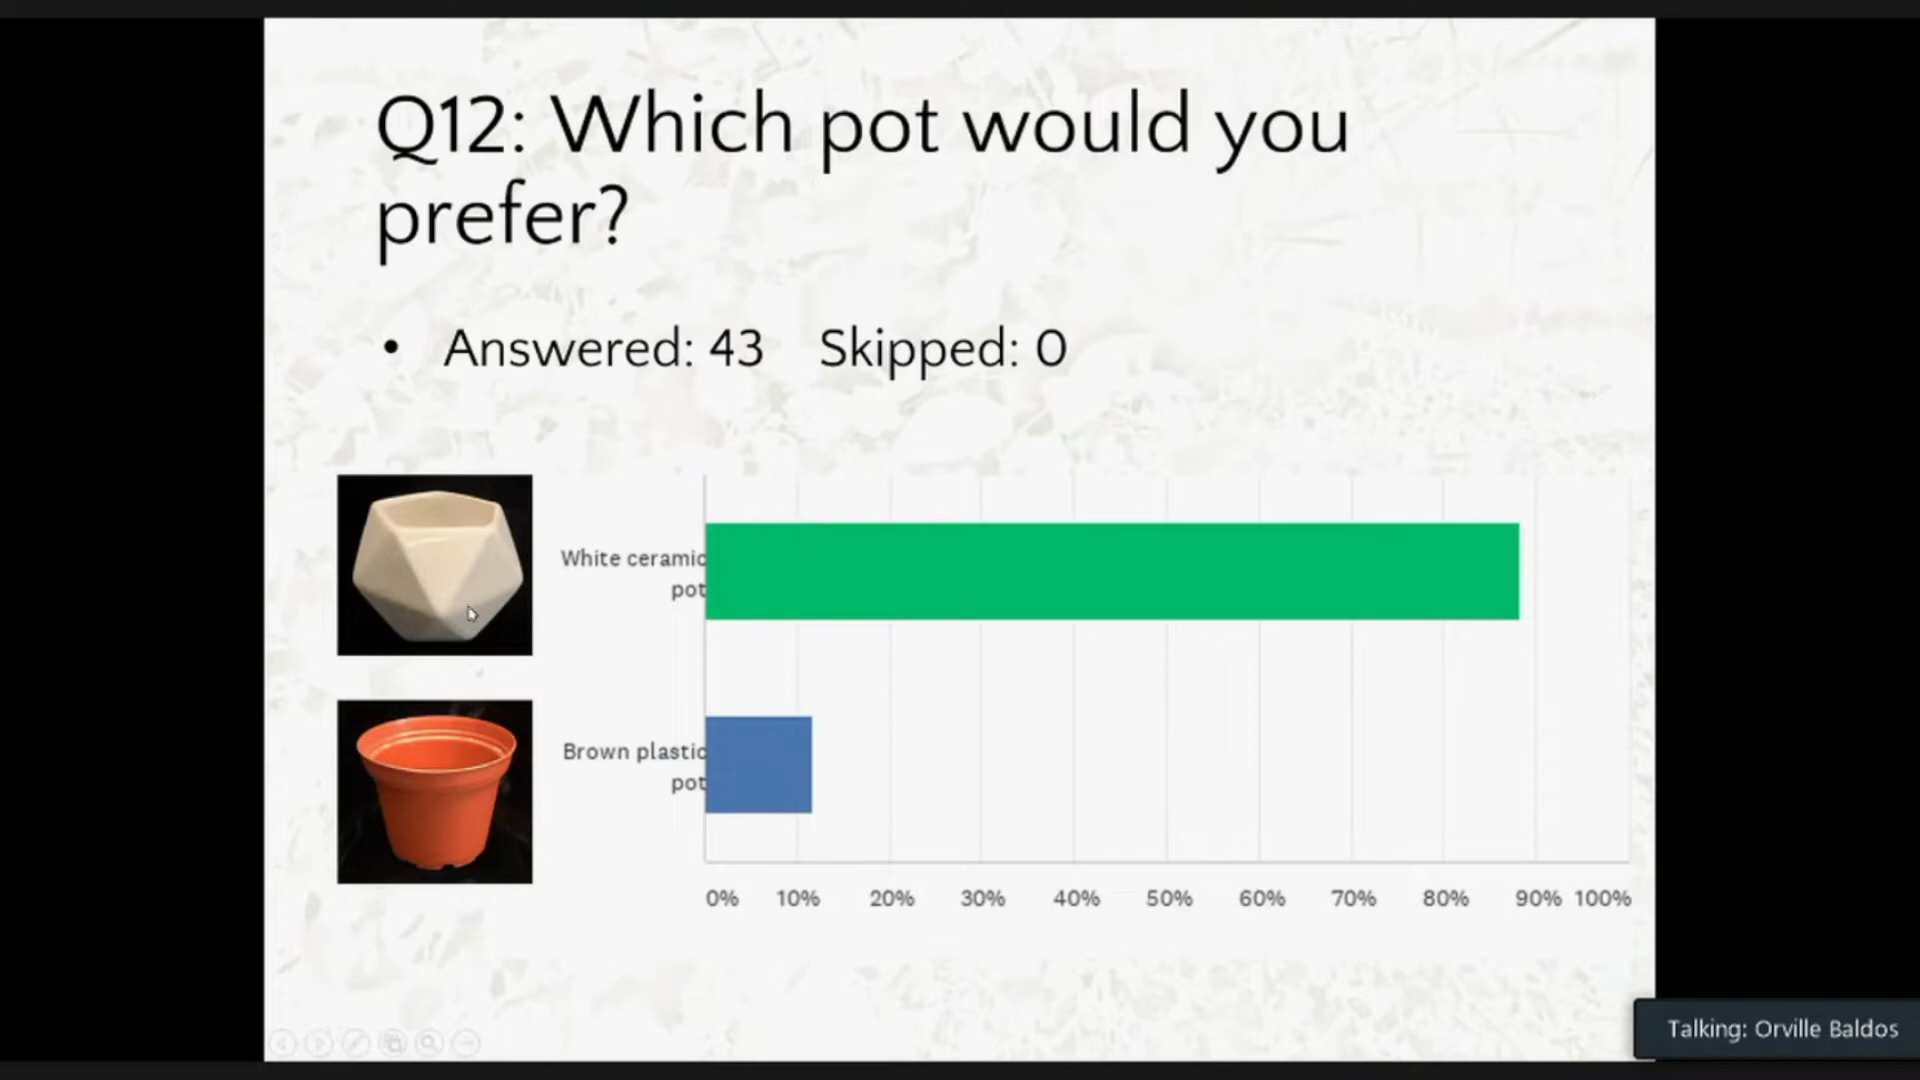 Q12: Which pot would you
prefer?
• Answered: 43 Skipped: 0
White ceramic
pot
Brown plastic
pot
0% 10% 20% 30% 40% 50% 60% 70% 80% 90% 100%
Talking: Orville Baldos